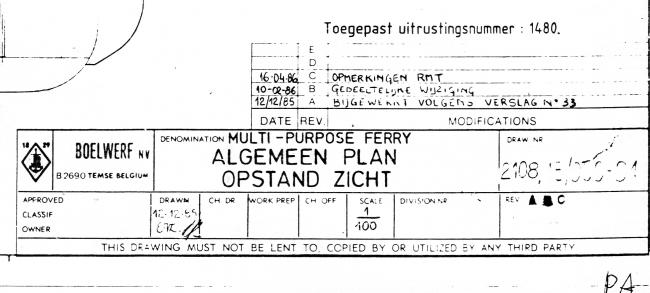 Toegepast uitrustingsnummer : 1480.
E
D
16-04-86 C OPMERKINGEN RMT
10-02-86 B GEDEELTELIJKE WIJZIGING
12/12/85 A BIJGEWERKT VOLGENS VERSLAG N° 33
DATE REV. MODIFICATIONS
18 29
BOELWERF NV
B 2690 TEMSE BELGIUM
DENOMINATION MULTI-PURPOSE FERRY
ALGEMEEN PLAN
OPSTAND ZICHT
DRAW. NR
APPROVED
CLASSIF
OWNER
DRAWN
12-12-85
CH DR
WORK PREP
CH OFF
SCALE
1
100
DIVISION NR
REV A B C
THIS DRAWING MUST NOT BE LENT TO, COPIED BY OR UTILIZED BY ANY THIRD PARTY
PA